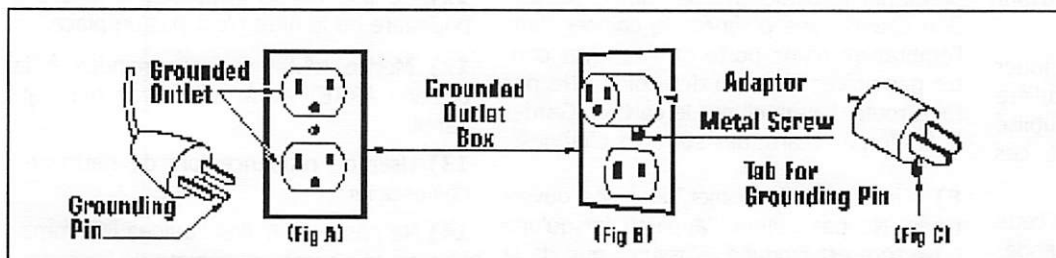 Grounded
Outlet
Grounding
Pin
(Fig A)
Grounded
Outlet
Box
(Fig B)
Adaptor
Metal Screw
Tab For
Grounding Pin
(Fig C)